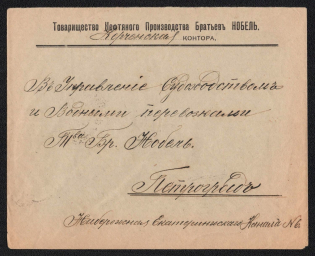 Товарищество Нефтяного Производства Братьевъ НОБЕЛЬ.
Керченская КОНТОРА.
Въ Управленіе Судоходствомъ
и Водными перевозками
Т-ва Бр. Нобель.
Петроградъ
Набережная Екатерининскаго Канала № 6